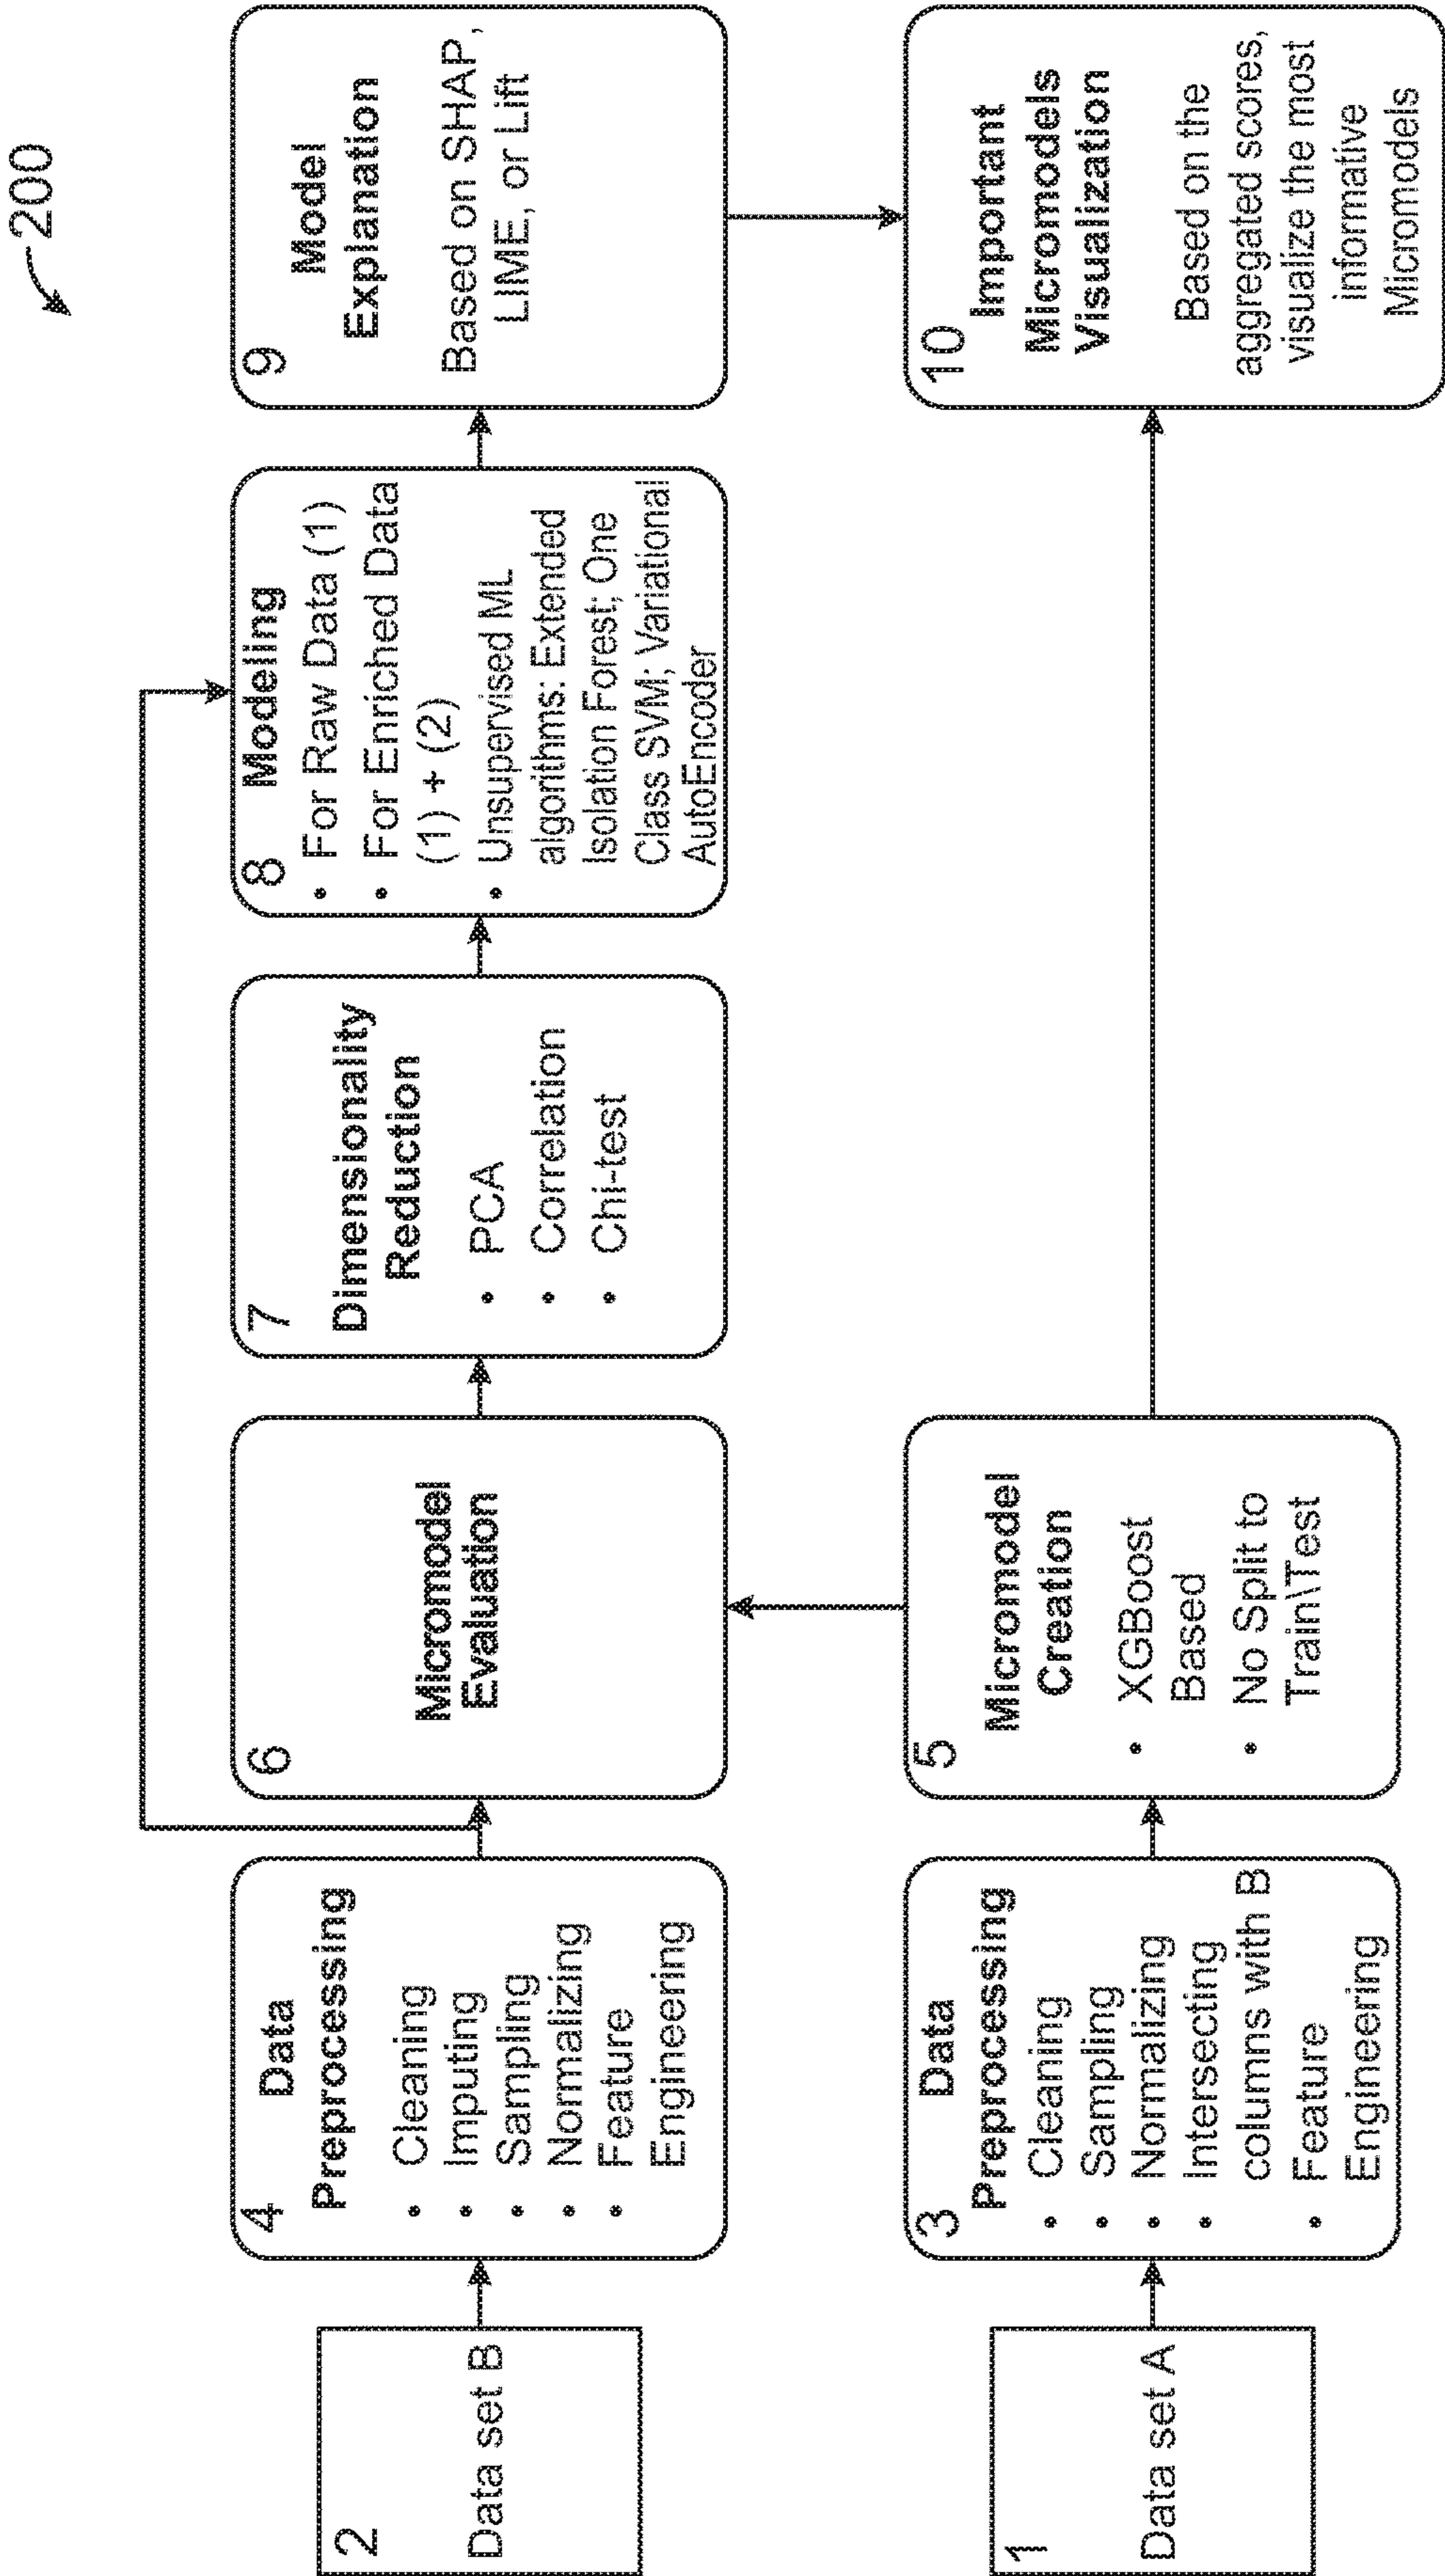 200
2
Data set B
4
Data
Preprocessing
• Cleaning
• Imputing
• Sampling
• Normalizing
• Feature
Engineering
6
Micromodel
Evaluation
7
Dimensionality
Reduction
• PCA
• Correlation
• Chi-test
8
Modeling
• For Raw Data (1)
• For Enriched Data
(1) + (2)
• Unsupervised ML
algorithms: Extended
Isolation Forest; One
Class SVM; Variational
AutoEncoder
9
Model
Explanation
Based on SHAP,
LIME, or Lift
1
Data set A
3
Data
Preprocessing
• Cleaning
• Sampling
• Normalizing
• Intersecting
columns with B
• Feature
Engineering
5
Micromodel
Creation
• XGBoost
Based
• No Split to
Train\Test
10
Important
Micromodels
Visualization
Based on the
aggregated scores,
visualize the most
informative
Micromodels